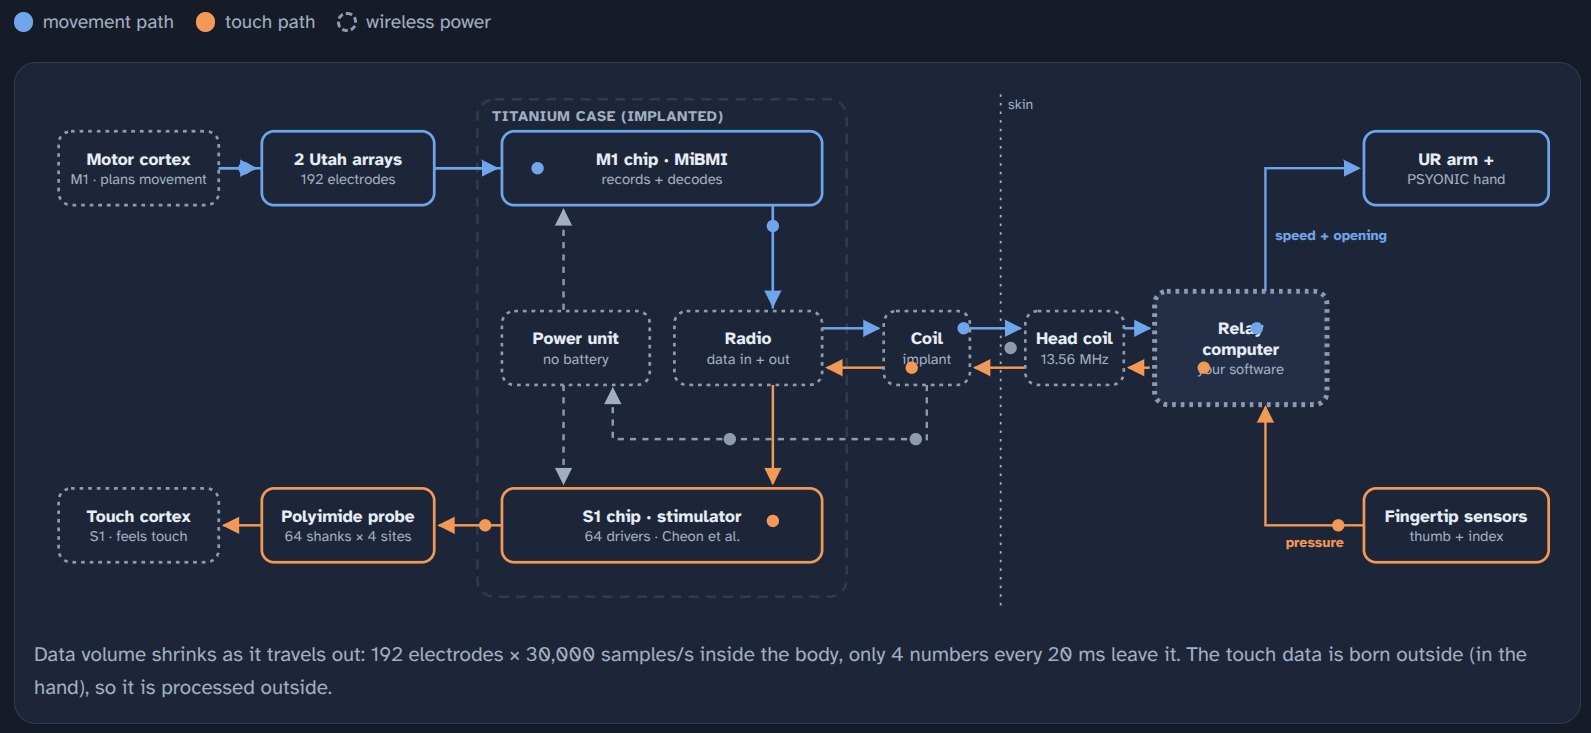 movement path
touch path
wireless power
TITANIUM CASE (IMPLANTED)
skin
Motor cortex
M1 · plans movement
2 Utah arrays
192 electrodes
M1 chip · MiBMI
records + decodes
UR arm +
PSYONIC hand
speed + opening
Power unit
no battery
Radio
data in + out
Coil
implant
Head coil
13.56 MHz
Relay
computer
your software
Touch cortex
S1 · feels touch
Polyimide probe
64 shanks × 4 sites
S1 chip · stimulator
64 drivers · Cheon et al.
pressure
Fingertip sensors
thumb + index
Data volume shrinks as it travels out: 192 electrodes × 30,000 samples/s inside the body, only 4 numbers every 20 ms leave it. The touch data is born outside (in the
hand), so it is processed outside.